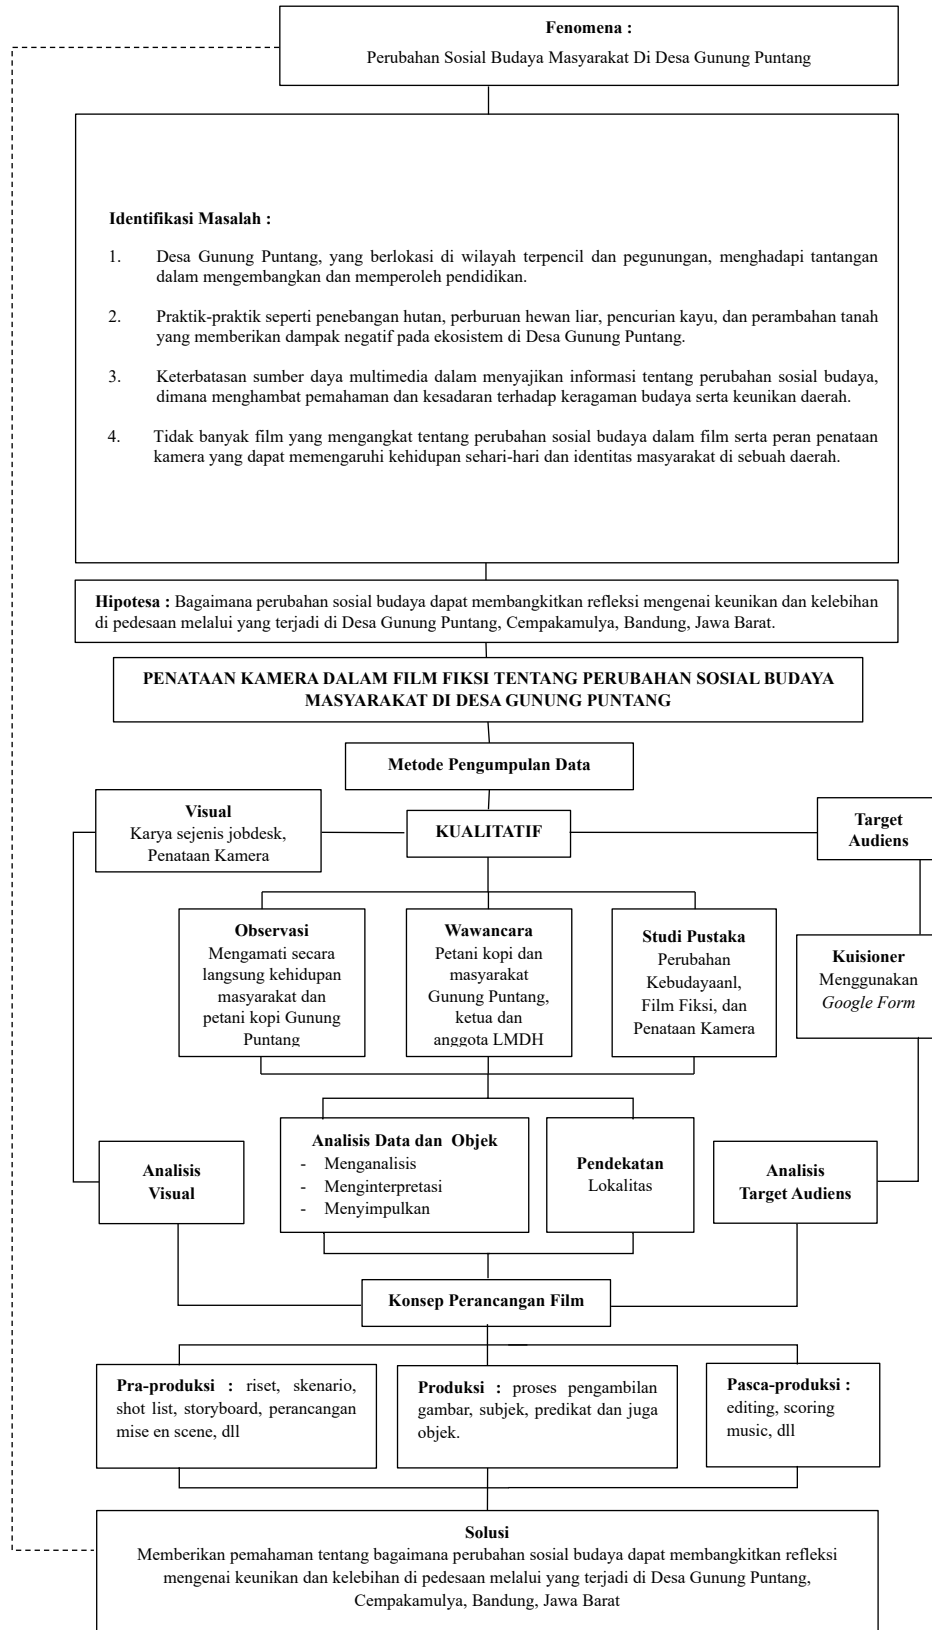 Fenomena :
Perubahan Sosial Budaya Masyarakat Di Desa Gunung Puntang
Identifikasi Masalah :
1. Desa Gunung Puntang, yang berlokasi di wilayah terpencil dan pegunungan, menghadapi tantangan
dalam mengembangkan dan memperoleh pendidikan.
2. Praktik-praktik seperti penebangan hutan, perburuan hewan liar, pencurian kayu, dan perambahan tanah
yang memberikan dampak negatif pada ekosistem di Desa Gunung Puntang.
3. Keterbatasan sumber daya multimedia dalam menyajikan informasi tentang perubahan sosial budaya,
dimana menghambat pemahaman dan kesadaran terhadap keragaman budaya serta keunikan daerah.
4. Tidak banyak film yang mengangkat tentang perubahan sosial budaya dalam film serta peran penataan
kamera yang dapat memengaruhi kehidupan sehari-hari dan identitas masyarakat di sebuah daerah.
Hipotesa : Bagaimana perubahan sosial budaya dapat membangkitkan refleksi mengenai keunikan dan kelebihan
di pedesaan melalui yang terjadi di Desa Gunung Puntang, Cempakamulya, Bandung, Jawa Barat.
PENATAAN KAMERA DALAM FILM FIKSI TENTANG PERUBAHAN SOSIAL BUDAYA
MASYARAKAT DI DESA GUNUNG PUNTANG
Metode Pengumpulan Data
Visual
Karya sejenis jobdesk,
Penataan Kamera
KUALITATIF
Target
Audiens
Observasi
Mengamati secara
langsung kehidupan
masyarakat dan
petani kopi Gunung
Puntang
Wawancara
Petani kopi dan
masyarakat
Gunung Puntang,
ketua dan
anggota LMDH
Studi Pustaka
Perubahan
Kebudayaanl,
Film Fiksi, dan
Penataan Kamera
Kuisioner
Menggunakan
Google Form
Analisis
Visual
Analisis Data dan Objek
- Menganalisis
- Menginterpretasi
- Menyimpulkan
Pendekatan
Lokalitas
Analisis
Target Audiens
Konsep Perancangan Film
Pra-produksi : riset, skenario,
shot list, storyboard, perancangan
mise en scene, dll
Produksi : proses pengambilan
gambar, subjek, predikat dan juga
objek.
Pasca-produksi :
editing, scoring
music, dll
Solusi
Memberikan pemahaman tentang bagaimana perubahan sosial budaya dapat membangkitkan refleksi
mengenai keunikan dan kelebihan di pedesaan melalui yang terjadi di Desa Gunung Puntang,
Cempakamulya, Bandung, Jawa Barat